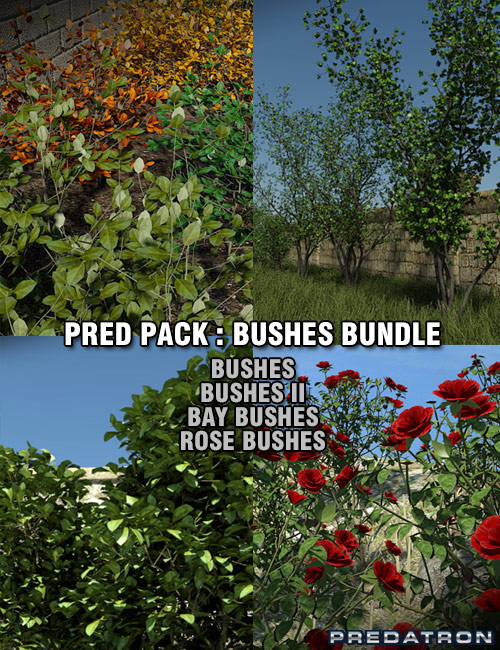 PRED PACK : BUSHES BUNDLE
BUSHES
BUSHES II
BAY BUSHES
ROSE BUSHES
PREDATRON